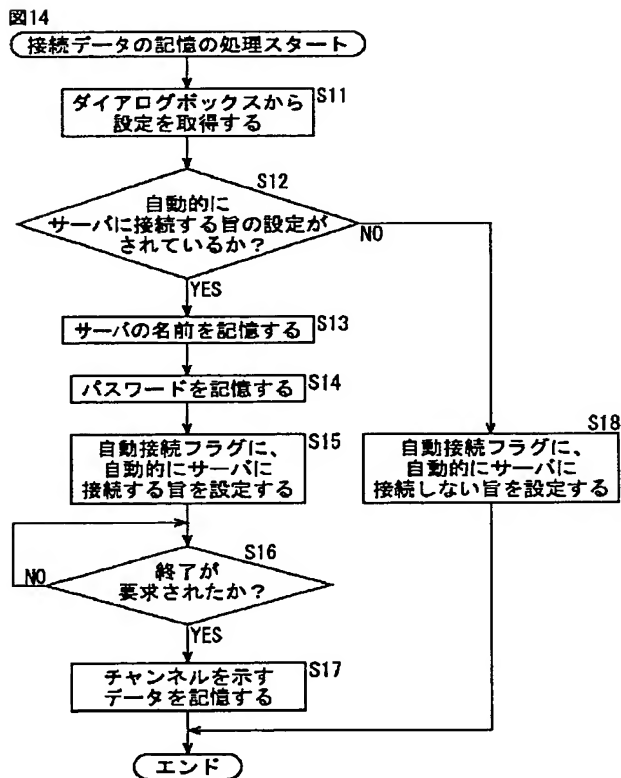 図14
接続データの記憶の処理スタート
ダイアログボックスから
設定を取得する
S11
S12
自動的に
サーバに接続する旨の設定が
されているか?
NO
YES
サーバの名前を記憶する
S13
パスワードを記憶する
S14
自動接続フラグに、
自動的にサーバに
接続する旨を設定する
S15
S18
自動接続フラグに、
自動的にサーバに
接続しない旨を設定する
S16
終了が
要求されたか?
NO
YES
チャンネルを示す
データを記憶する
S17
エンド